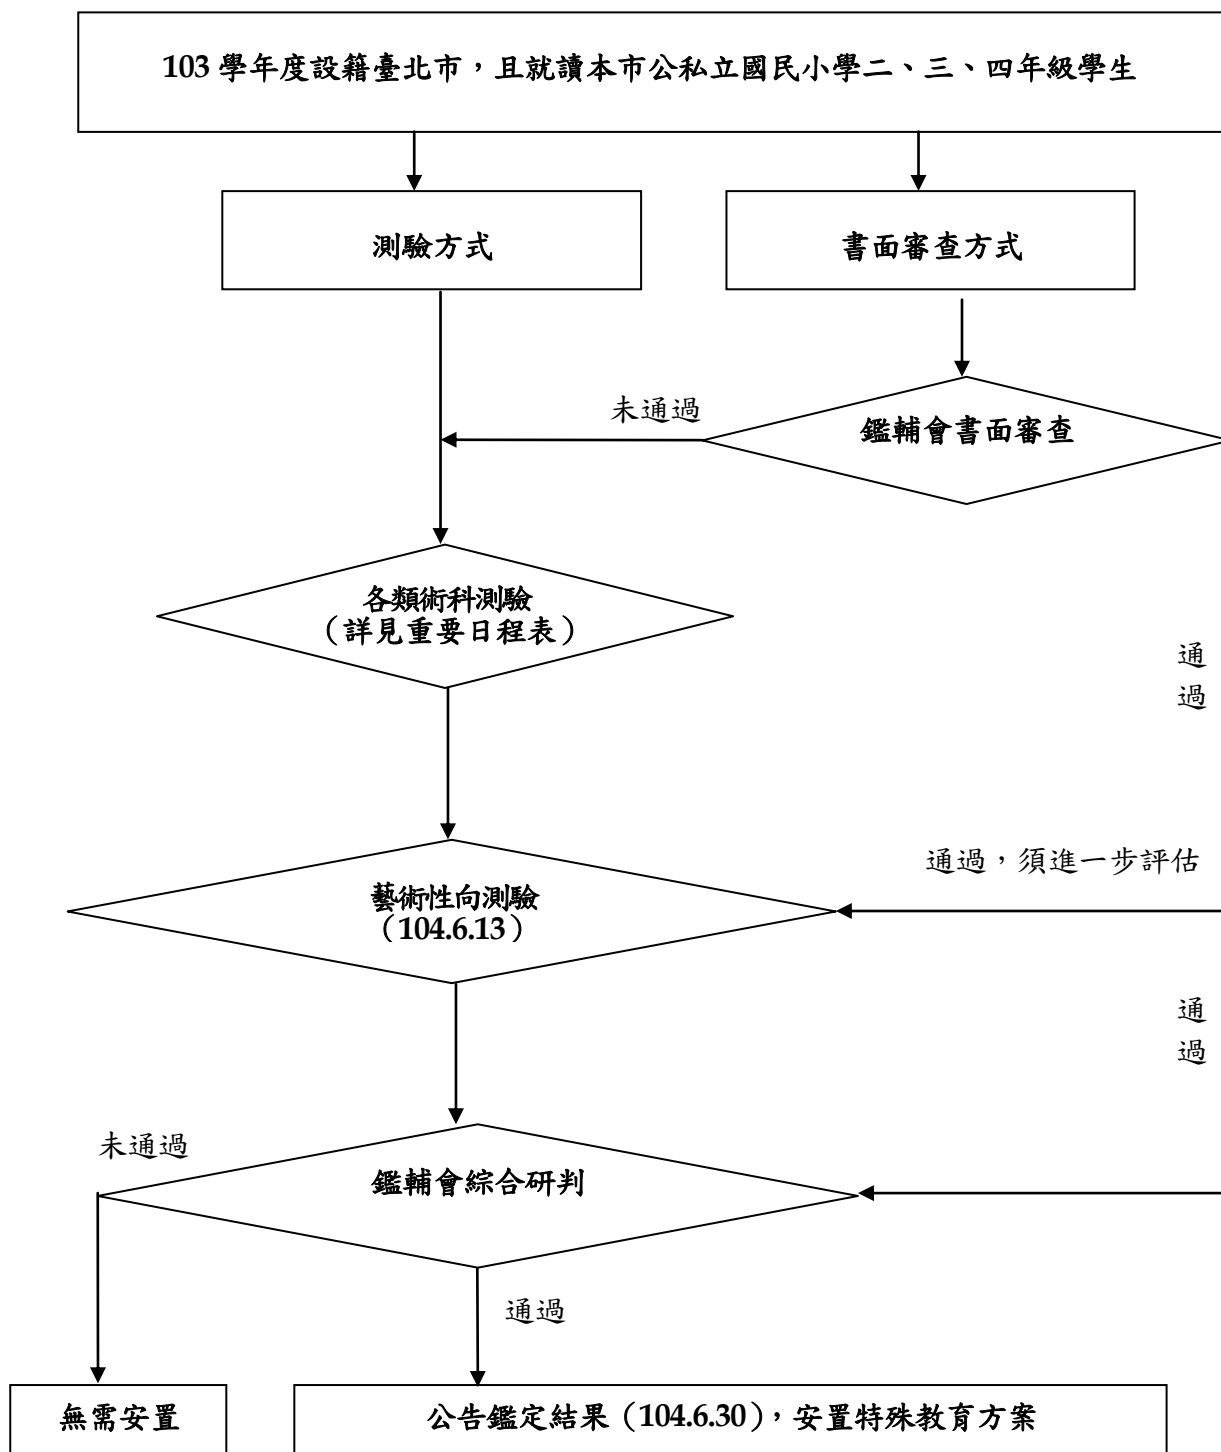 103 學年度設籍臺北市，且就讀本市公私立國民小學二、三、四年級學生
測驗方式
書面審查方式
未通過
鑑輔會書面審查
各類術科測驗
（詳見重要日程表）
通
過
通過，須進一步評估
藝術性向測驗
（104.6.13）
通
過
未通過
鑑輔會綜合研判
通過
無需安置
公告鑑定結果（104.6.30），安置特殊教育方案